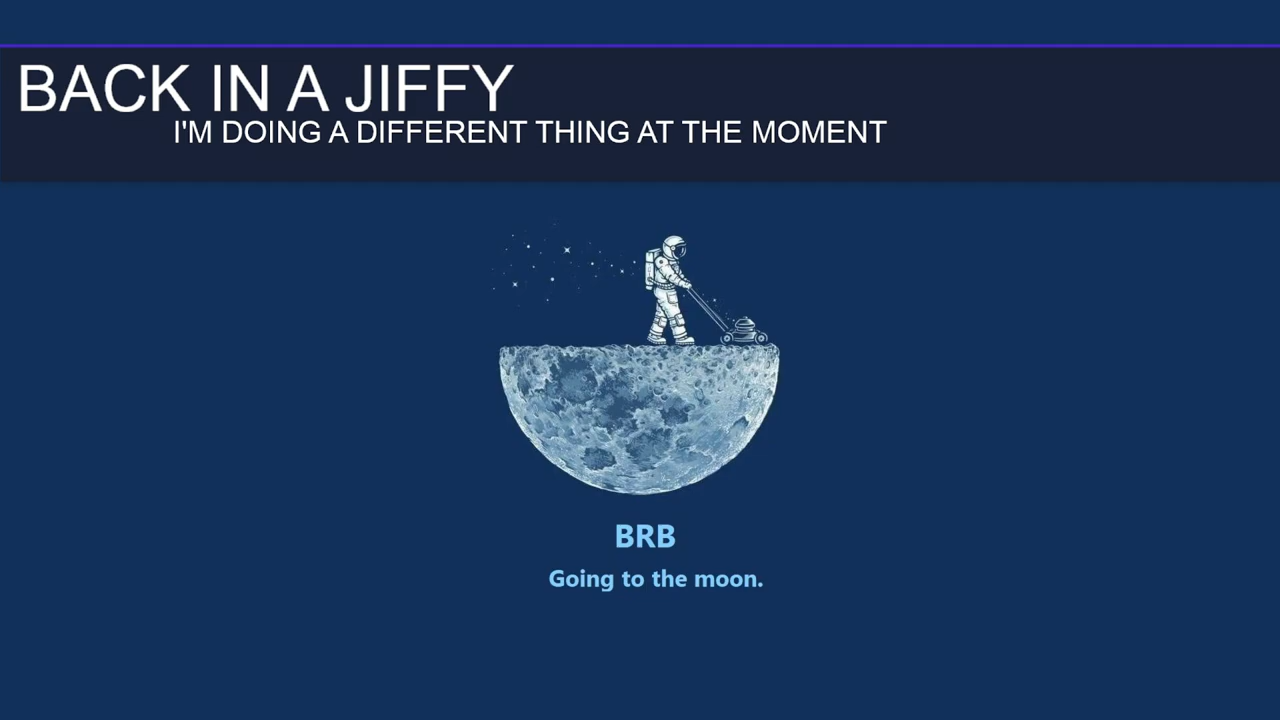 BACK IN A JIFFY
I'M DOING A DIFFERENT THING AT THE MOMENT
BRB
Going to the moon.